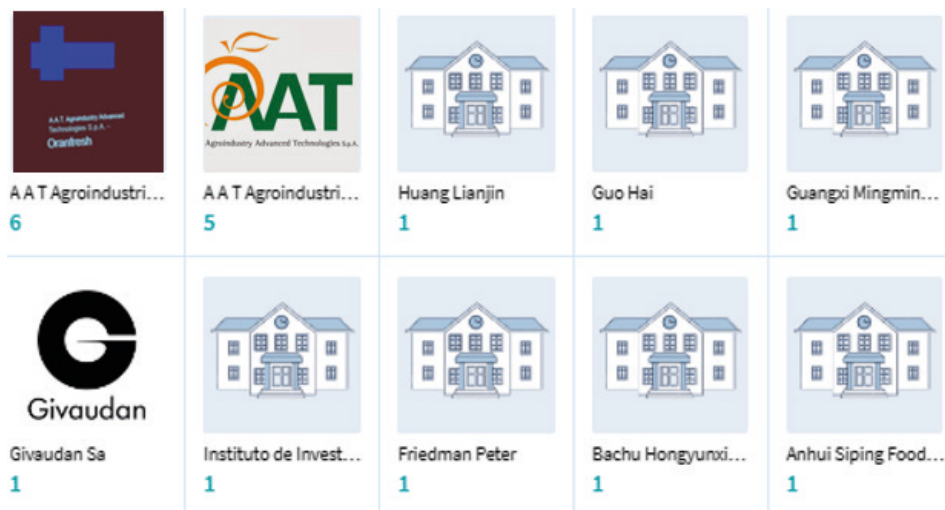 A.A.T. Agroindustry Advanced
Technologies S.p.A. -
Oranfresh
AAT
Agroindustry Advanced Technologies S.p.A.
A A T Agroindustri...
6
A A T Agroindustri...
5
Huang Lianjin
1
Guo Hai
1
Guangxi Mingmin...
1
Givaudan
Givaudan Sa
1
Instituto de Invest...
1
Friedman Peter
1
Bachu Hongyunxi...
1
Anhui Siping Food...
1